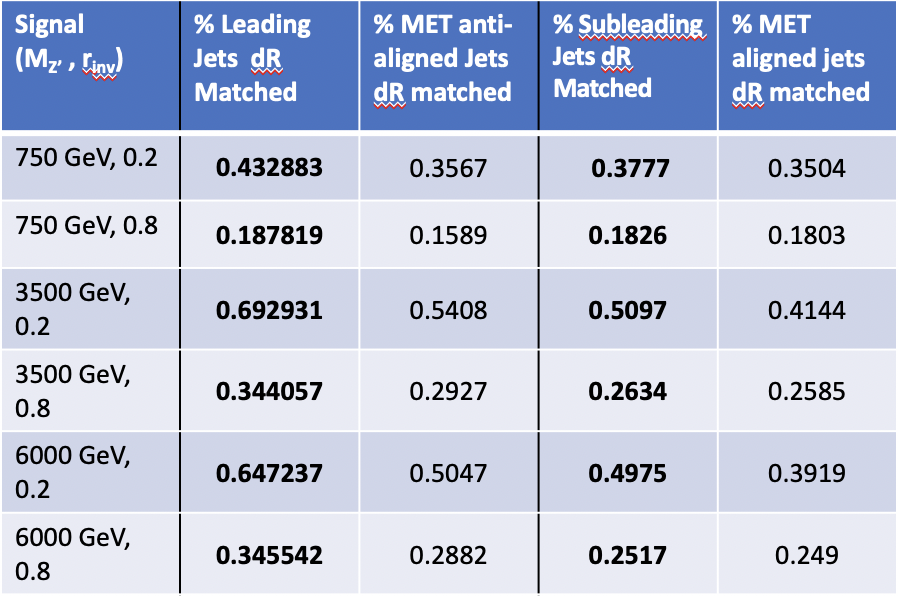 Signal
(MZ' , rinv)
% Leading
Jets dR
Matched
% MET anti-
aligned Jets
dR matched
% Subleading
Jets dR
Matched
% MET
aligned jets
dR matched
750 GeV, 0.2
0.432883
0.3567
0.3777
0.3504
750 GeV, 0.8
0.187819
0.1589
0.1826
0.1803
3500 GeV,
0.2
0.692931
0.5408
0.5097
0.4144
3500 GeV,
0.8
0.344057
0.2927
0.2634
0.2585
6000 GeV,
0.2
0.647237
0.5047
0.4975
0.3919
6000 GeV,
0.8
0.345542
0.2882
0.2517
0.249